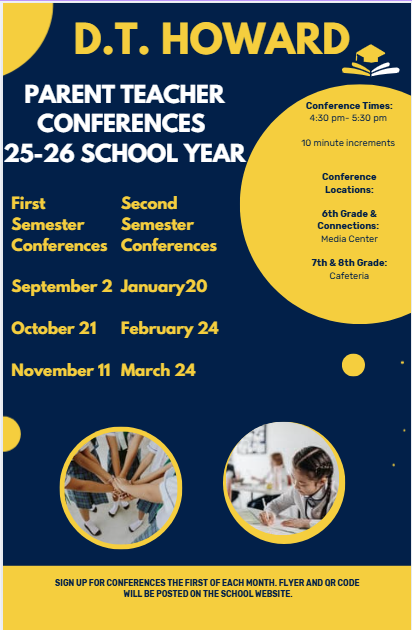 D.T. HOWARD
PARENT TEACHER
CONFERENCES
25-26 SCHOOL YEAR
First
Semester
Conferences
September 2
October 21
November 11
Second
Semester
Conferences
January20
February 24
March 24
Conference Times:
4:30 pm- 5:30 pm
10 minute increments
Conference
Locations:
6th Grade &
Connections:
Media Center
7th & 8th Grade:
Cafeteria
SIGN UP FOR CONFERENCES THE FIRST OF EACH MONTH. FLYER AND QR CODE
WILL BE POSTED ON THE SCHOOL WEBSITE.